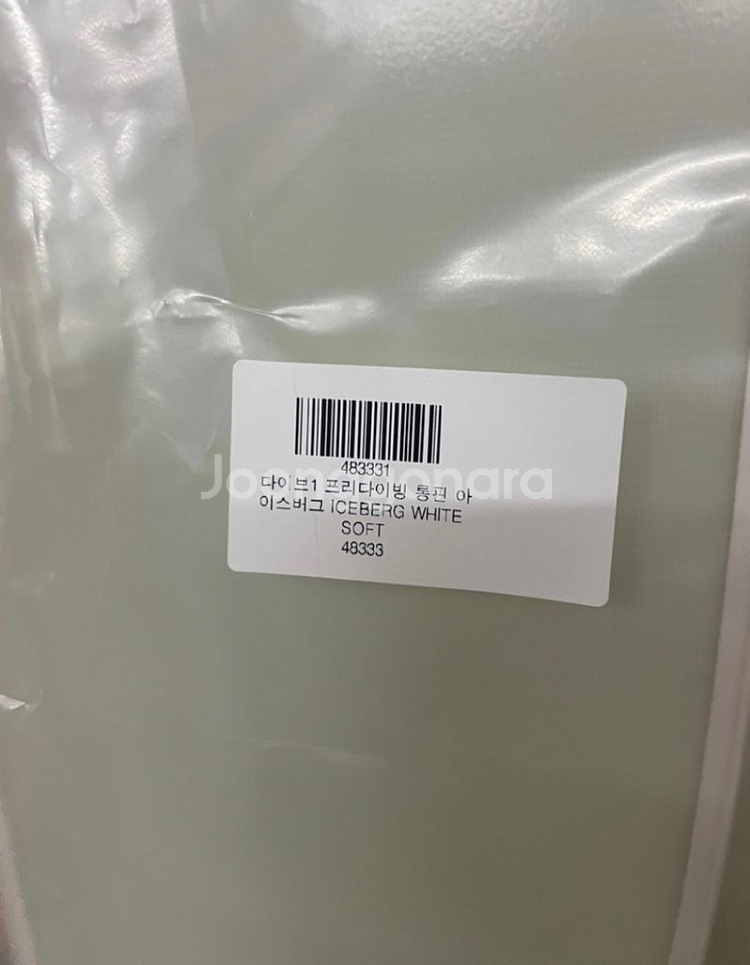 483331
다이브1 프리다이빙 롱핀 아
이스버그 ICEBERG WHITE
SOFT
48333
Joongonara